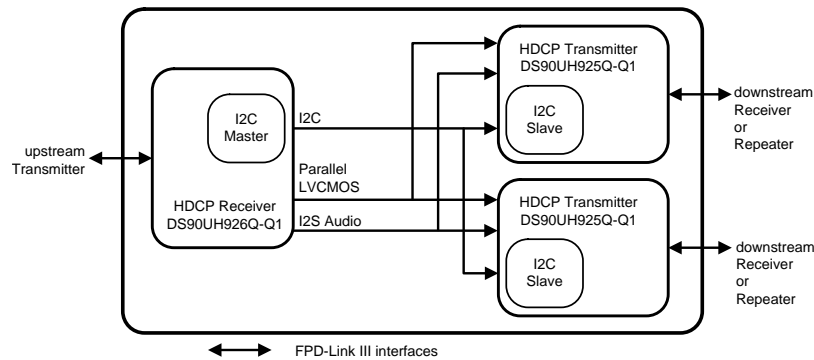 upstream
Transmitter
I2C
Master
HDCP Receiver
DS90UH926Q-Q1
I2C
Parallel
LVCMOS
I2S Audio
HDCP Transmitter
DS90UH925Q-Q1
I2C
Slave
downstream
Receiver
or
Repeater
HDCP Transmitter
DS90UH925Q-Q1
I2C
Slave
downstream
Receiver
or
Repeater
FPD-Link III interfaces